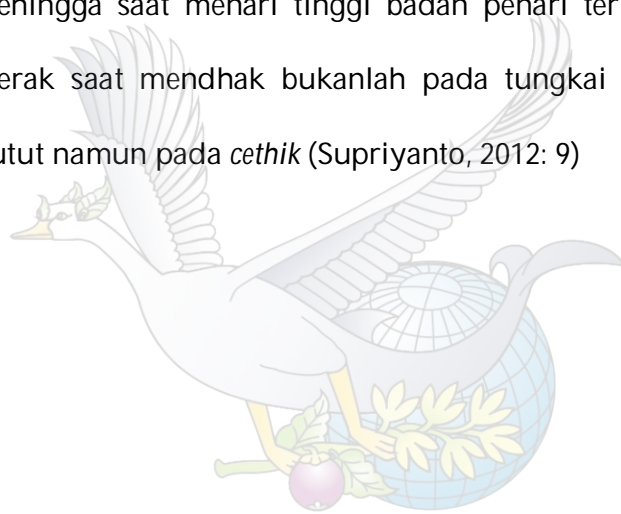 sehingga saat menari tinggi badan penari ter
erak saat mendhak bukanlah pada tungkai
utut namun pada cethik (Supriyanto, 2012: 9)